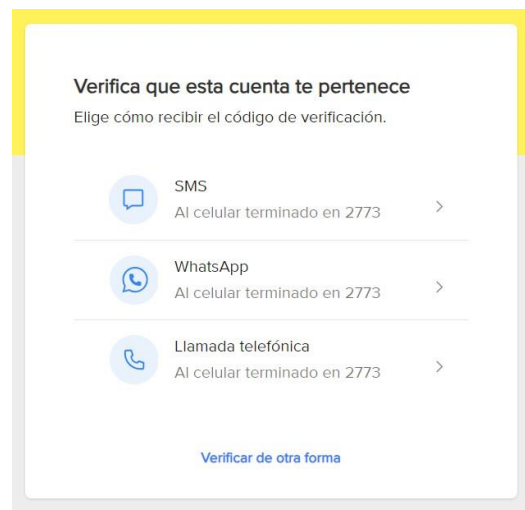 Verifica que esta cuenta te pertenece
Elige cómo recibir el código de verificación.
SMS
Al celular terminado en 2773
WhatsApp
Al celular terminado en 2773
Llamada telefónica
Al celular terminado en 2773
Verificar de otra forma